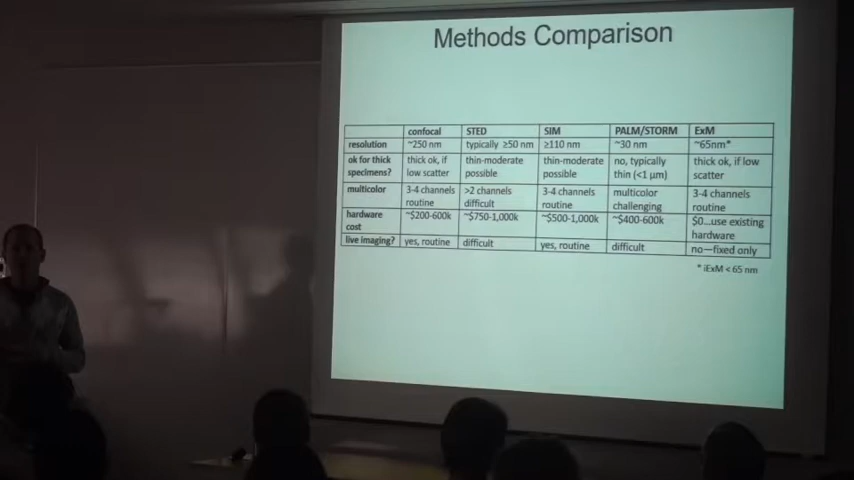 Methods Comparison
confocal STED SIM PALM/STORM ExM
resolution ~250 nm typically ≥50 nm ≥110 nm ~30 nm ~65nm*
ok for thick thick ok, if thin-moderate thin-moderate no, typically thick ok, if low
specimens? low scatter possible possible thin (<1 µm) scatter
multicolor 3-4 channels >2 channels 3-4 channels multicolor 3-4 channels
routine difficult routine challenging routine
hardware ~$200-600k ~$750-1,000k ~$500-1,000k ~$400-600k $0...use existing
cost hardware
live imaging? yes, routine difficult yes, routine difficult no—fixed only
* iExM < 65 nm